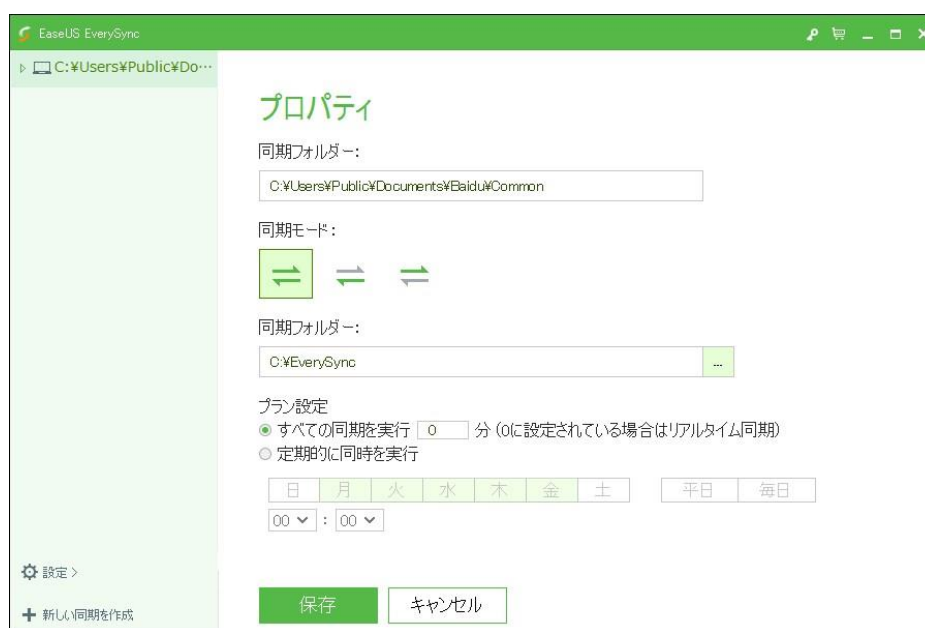 EaseUS EverySync
C:¥Users¥Public¥Do…
プロパティ
同期フォルダー:
C:¥Users¥Public¥Documents¥Baidu¥Common
同期モード:
同期フォルダー:
C:¥EverySync
...
プラン設定
すべての同期を実行 0 分 (0に設定されている場合はリアルタイム同期)
定期的に同時を実行
日 月 火 水 木 金 土 平日 毎日
00 : 00
設定 >
新しい同期を作成
保存 キャンセル